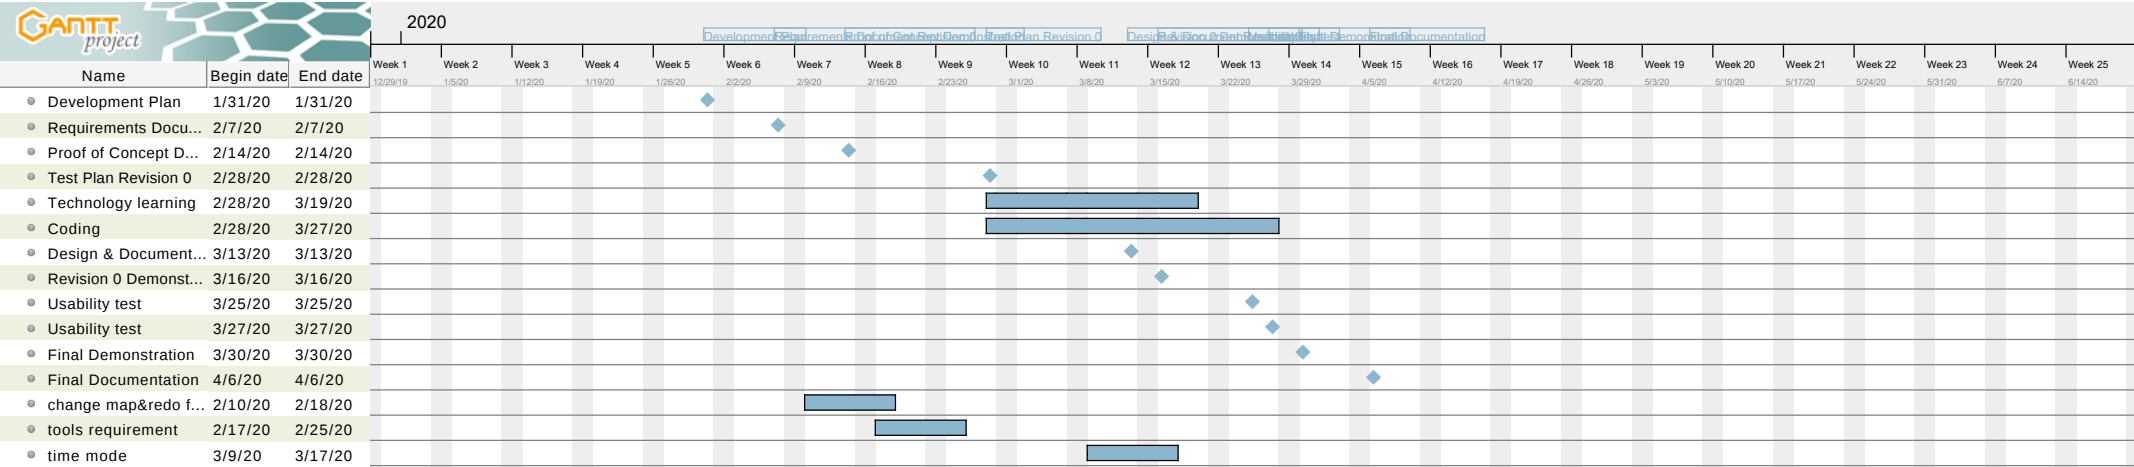 GANTT
project
2020
Name Begin date End date
Week 1 Week 2 Week 3 Week 4 Week 5 Week 6 Week 7 Week 8 Week 9 Week 10 Week 11 Week 12 Week 13 Week 14 Week 15 Week 16 Week 17 Week 18 Week 19 Week 20 Week 21 Week 22 Week 23 Week 24 Week 25
12/29/19 1/5/20 1/12/20 1/19/20 1/26/20 2/2/20 2/9/20 2/16/20 2/23/20 3/1/20 3/8/20 3/15/20 3/22/20 3/29/20 4/5/20 4/12/20 4/19/20 4/26/20 5/3/20 5/10/20 5/17/20 5/24/20 5/31/20 6/7/20 6/14/20
Development Plan 1/31/20 1/31/20
Requirements Docu... 2/7/20 2/7/20
Proof of Concept D... 2/14/20 2/14/20
Test Plan Revision 0 2/28/20 2/28/20
Technology learning 2/28/20 3/19/20
Coding 2/28/20 3/27/20
Design & Document... 3/13/20 3/13/20
Revision 0 Demonst... 3/16/20 3/16/20
Usability test 3/25/20 3/25/20
Usability test 3/27/20 3/27/20
Final Demonstration 3/30/20 3/30/20
Final Documentation 4/6/20 4/6/20
change map&redo f... 2/10/20 2/18/20
tools requirement 2/17/20 2/25/20
time mode 3/9/20 3/17/20